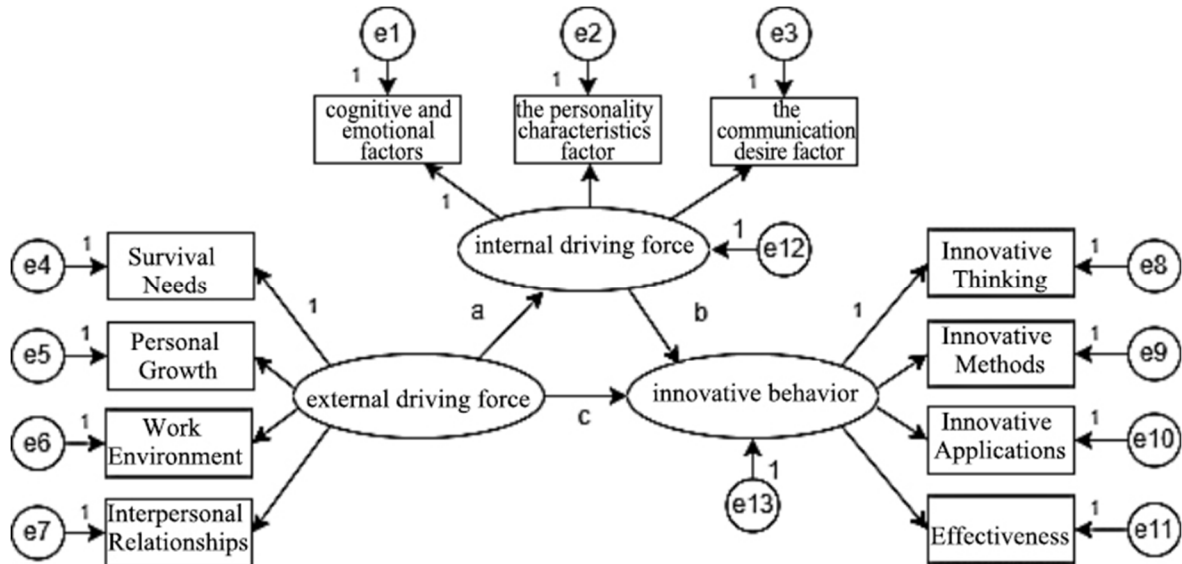 e1
e2
e3
1
1
1
cognitive and
emotional
factors
the personality
characteristics
factor
the
communication
desire factor
1
internal driving force
1
e12
e4
1
Survival
Needs
1
e5
1
Personal
Growth
e6
1
Work
Environment
e7
1
Interpersonal
Relationships
a
b
external driving force
c
innovative behavior
1
e13
1
Innovative
Thinking
1
e8
Innovative
Methods
1
e9
Innovative
Applications
1
e10
Effectiveness
1
e11